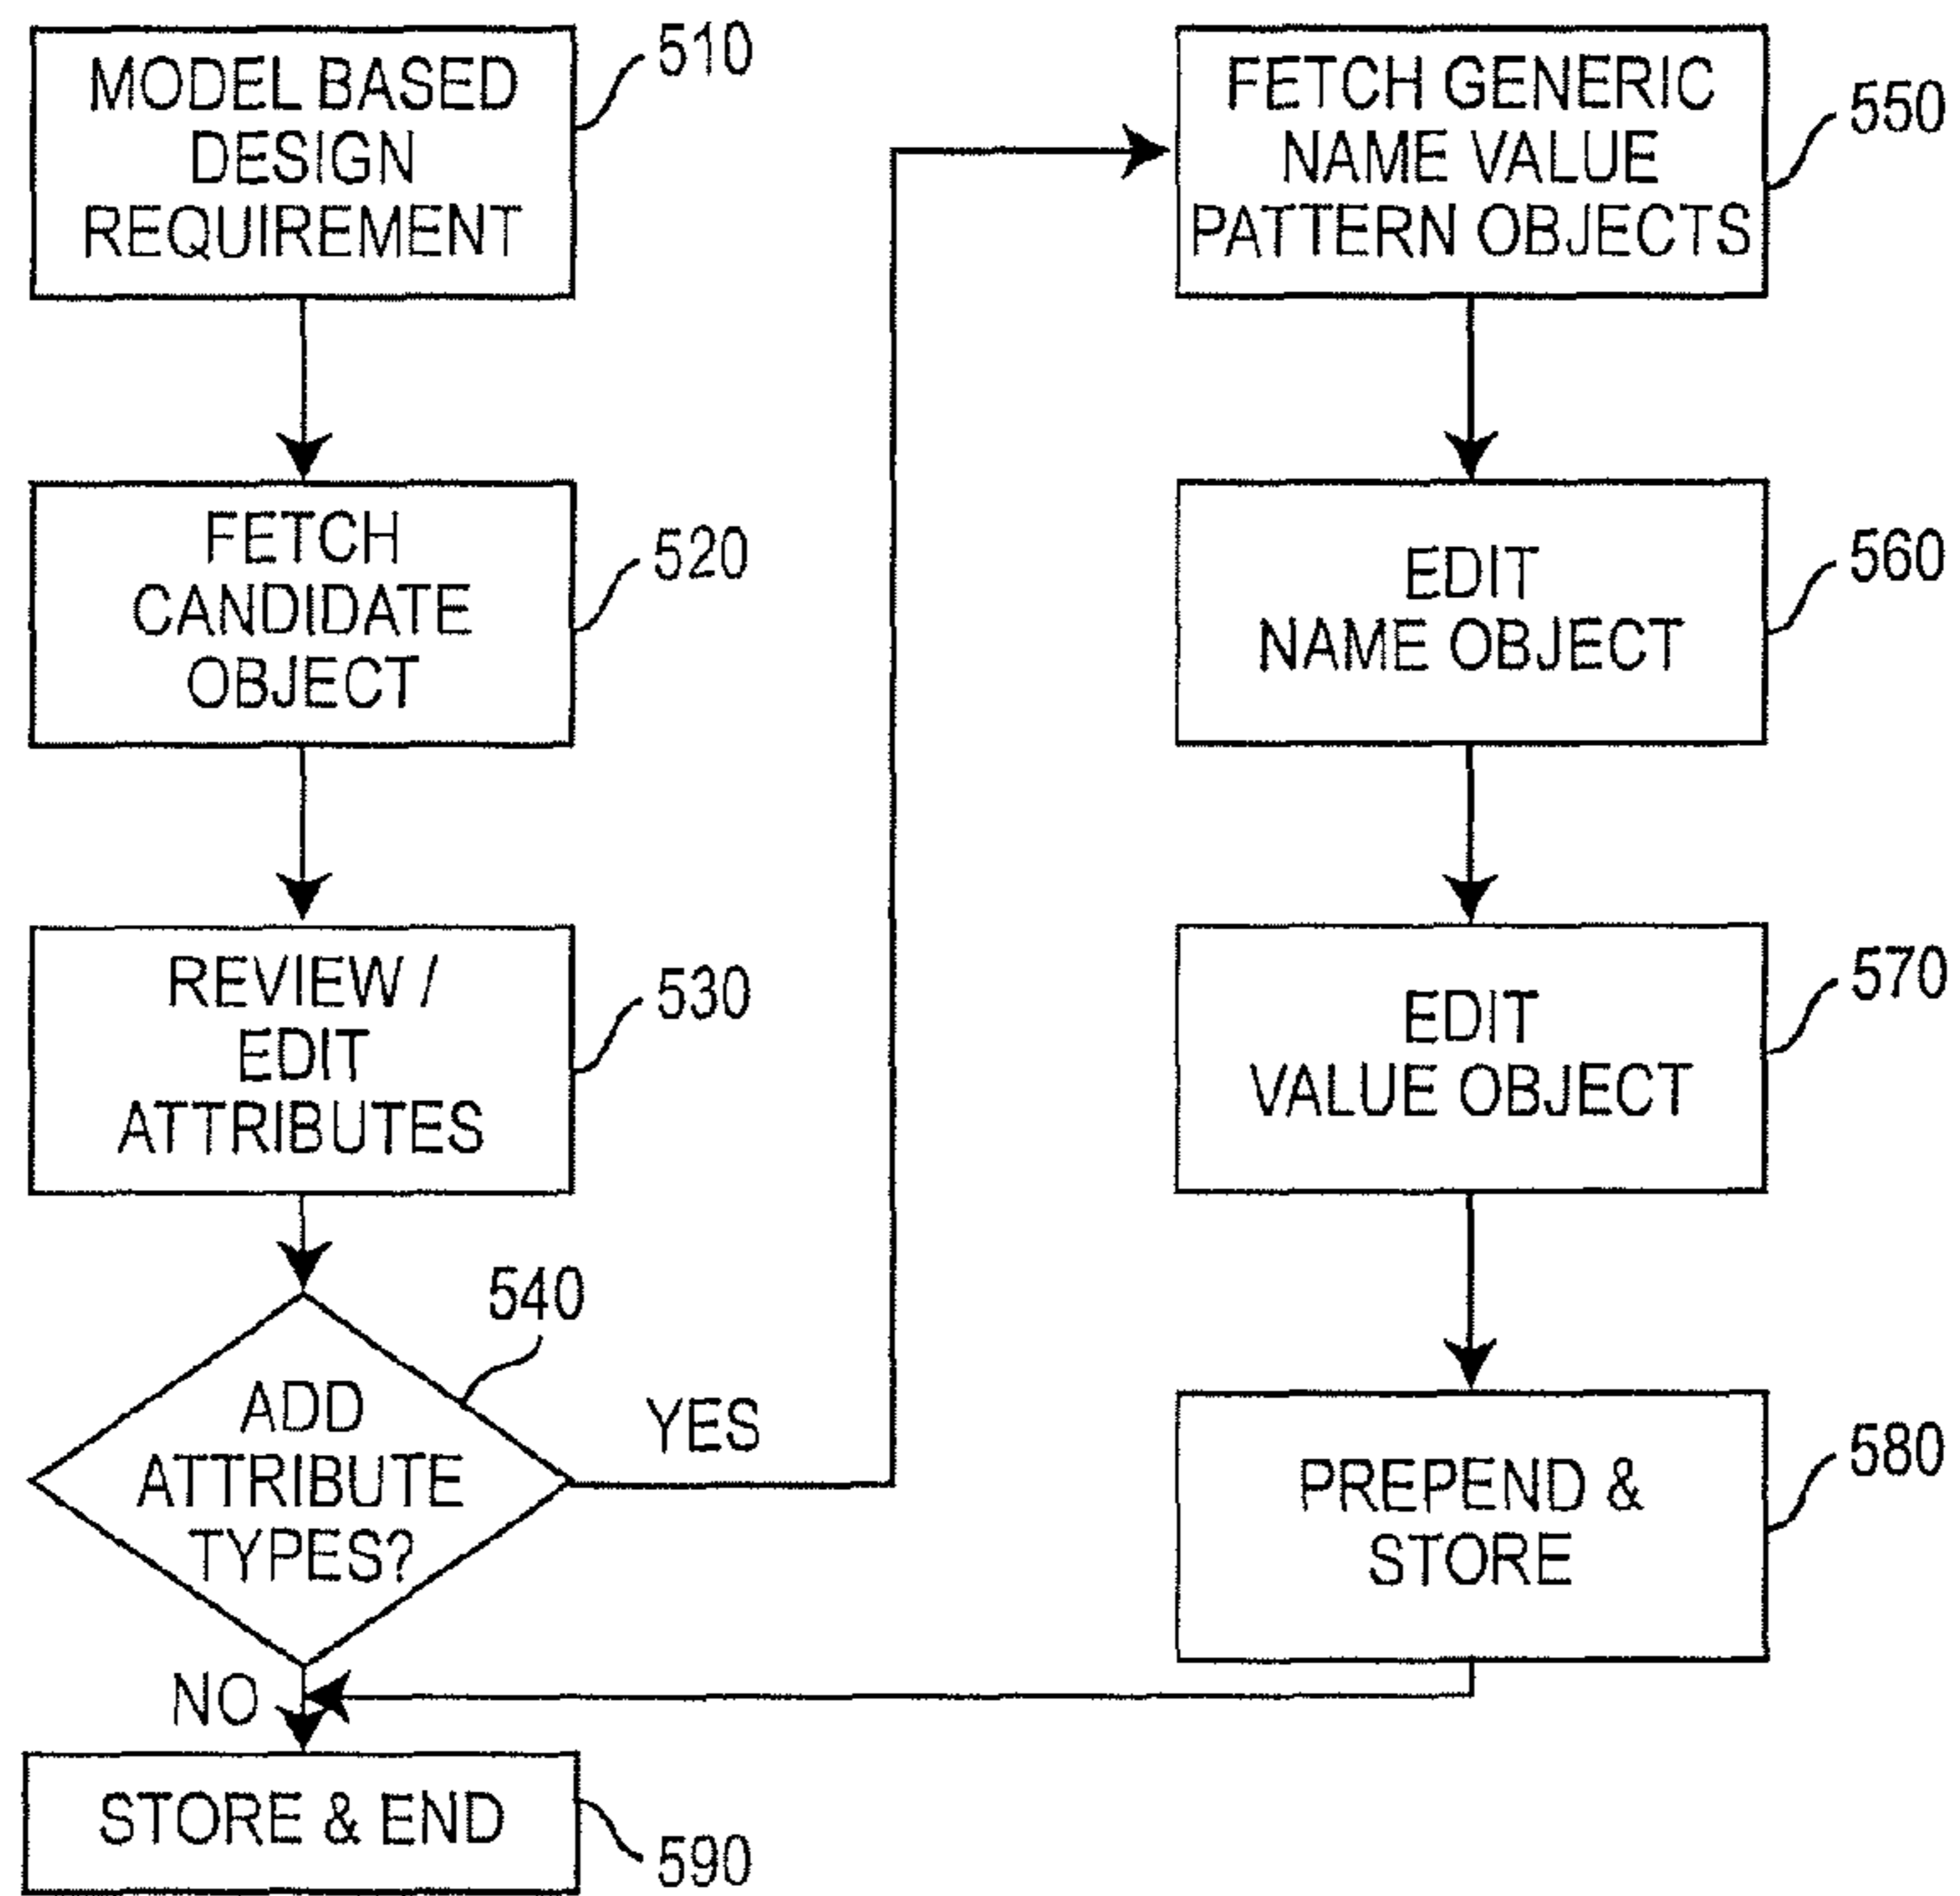 MODEL BASED
DESIGN
REQUIREMENT
510
FETCH
CANDIDATE
OBJECT
520
REVIEW /
EDIT
ATTRIBUTES
530
540
ADD
ATTRIBUTE
TYPES?
YES
NO
STORE & END
590
FETCH GENERIC
NAME VALUE
PATTERN OBJECTS
550
EDIT
NAME OBJECT
560
EDIT
VALUE OBJECT
570
PREPEND &
STORE
580